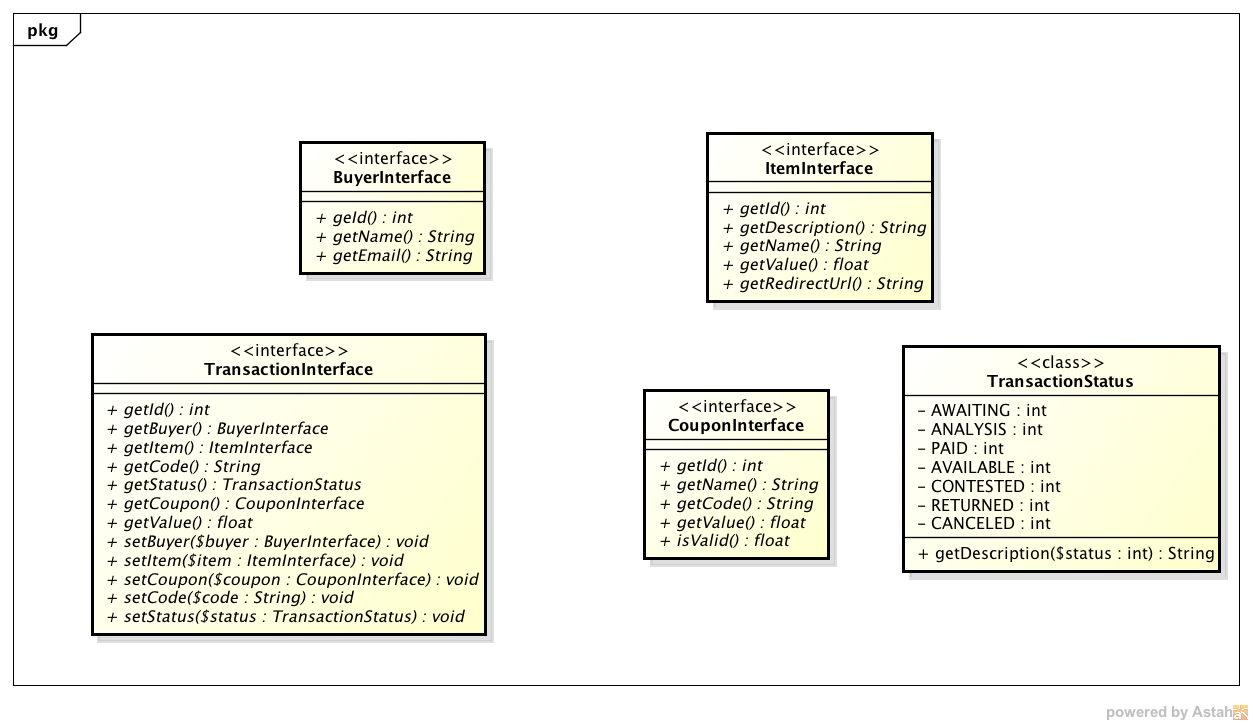 pkg
<<interface>>
BuyerInterface
+ geId() : int
+ getName() : String
+ getEmail() : String
<<interface>>
ItemInterface
+ getId() : int
+ getDescription() : String
+ getName() : String
+ getValue() : float
+ getRedirectUrl() : String
<<interface>>
TransactionInterface
+ getId() : int
+ getBuyer() : BuyerInterface
+ getItem() : ItemInterface
+ getCode() : String
+ getStatus() : TransactionStatus
+ getCoupon() : CouponInterface
+ getValue() : float
+ setBuyer($buyer : BuyerInterface) : void
+ setItem($item : ItemInterface) : void
+ setCoupon($coupon : CouponInterface) : void
+ setCode($code : String) : void
+ setStatus($status : TransactionStatus) : void
<<interface>>
CouponInterface
+ getId() : int
+ getName() : String
+ getCode() : String
+ getValue() : float
+ isValid() : float
<<class>>
TransactionStatus
- AWAITING : int
- ANALYSIS : int
- PAID : int
- AVAILABLE : int
- CONTESTED : int
- RETURNED : int
- CANCELED : int
+ getDescription($status : int) : String
powered by Astah